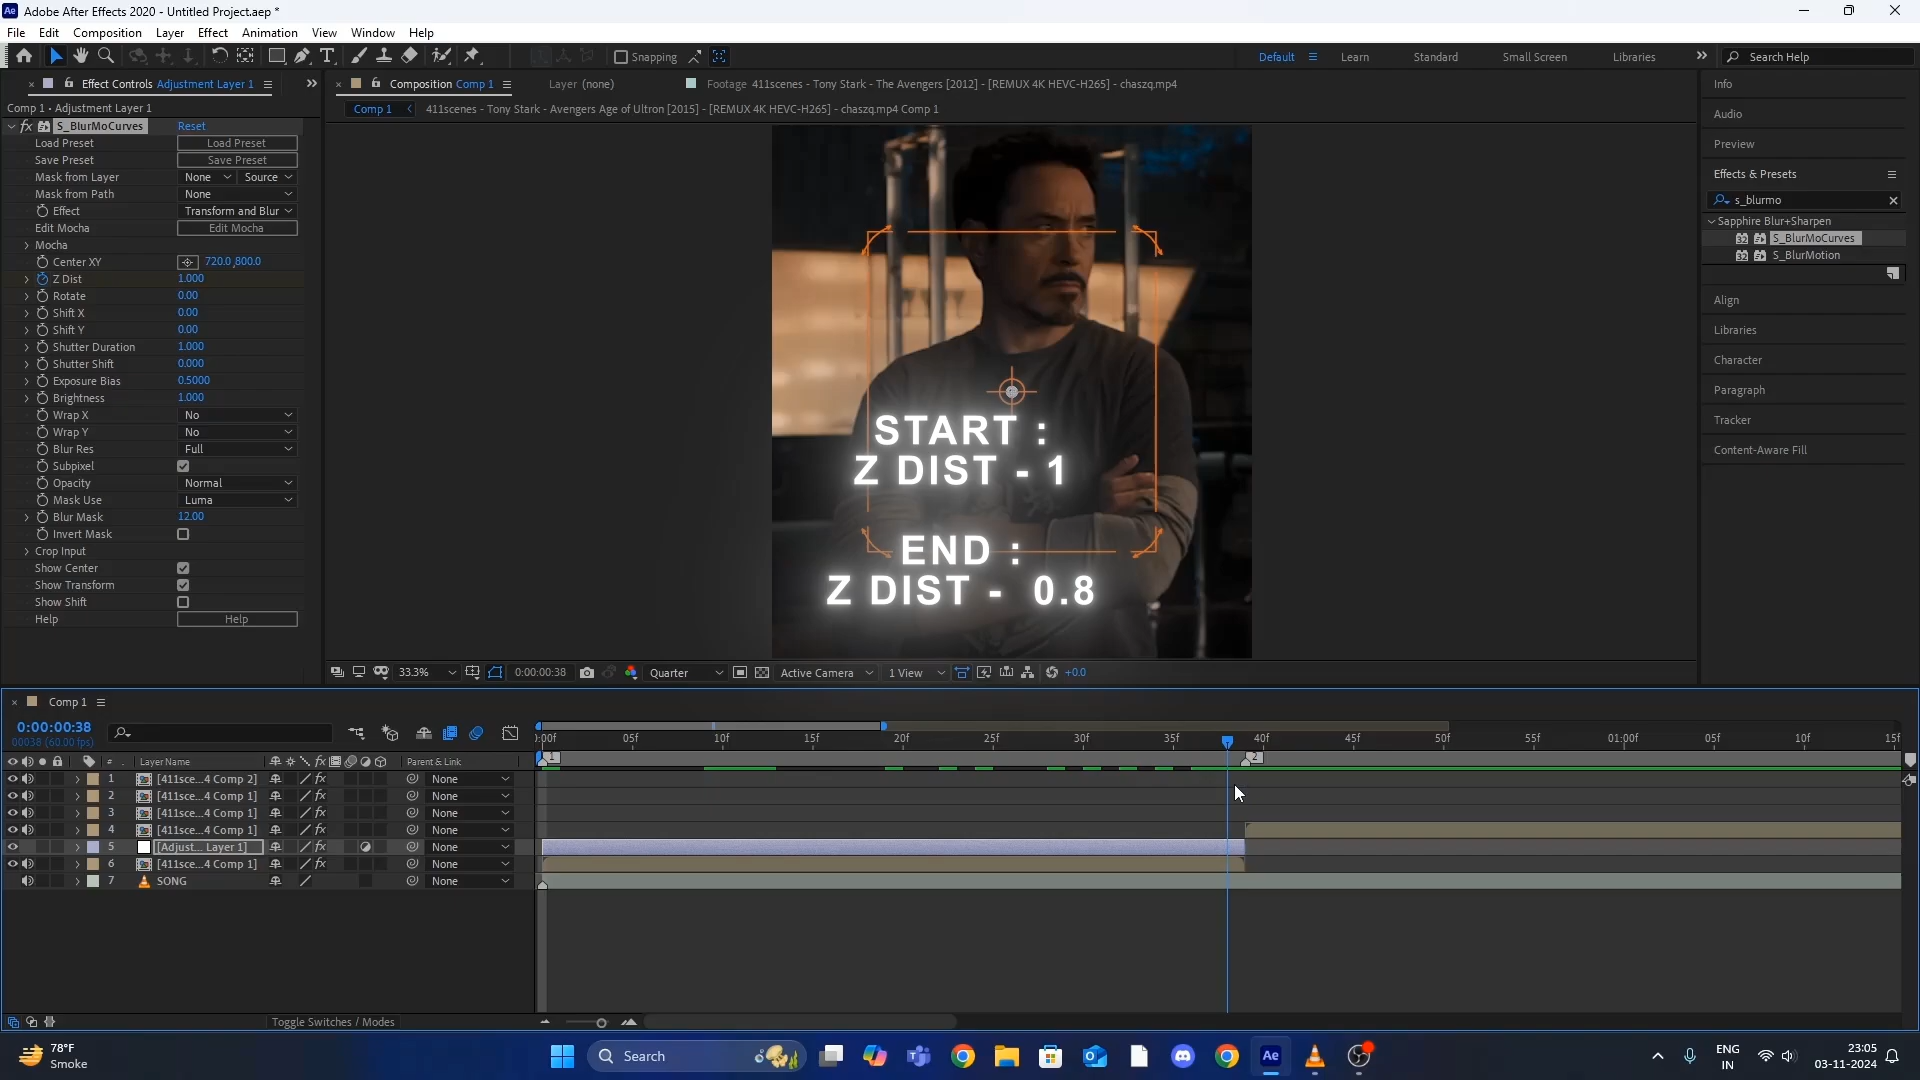 Adobe After Effects 2020 - Untitled Project.aep *
File Edit Composition Layer Effect Animation View Window Help
Snapping
Default Learn Standard Small Screen Libraries Search Help
Effect Controls Adjustment Layer 1
Composition Comp 1
Layer (none)
Footage 411scenes - Tony Stark - The Avengers [2012] - [REMUX 4K HEVC-H265] - chaszq.mp4
Comp 1 • Adjustment Layer 1
Comp 1
411scenes - Tony Stark - Avengers Age of Ultron [2015] - [REMUX 4K HEVC-H265] - chaszq.mp4 Comp 1
fx S_BlurMoCurves Reset
Load Preset Load Preset
Save Preset Save Preset
Mask from Layer None Source
Mask from Path None
Effect Transform and Blur
Edit Mocha Edit Mocha
Mocha
Center XY 720.0,800.0
Z Dist 1.000
Rotate 0.00
Shift X 0.00
Shift Y 0.00
Shutter Duration 1.000
Shutter Shift 0.000
Exposure Bias 0.5000
Brightness 1.000
Wrap X No
Wrap Y No
Blur Res Full
Subpixel
Opacity Normal
Mask Use Luma
Blur Mask 12.00
Invert Mask
Crop Input
Show Center
Show Transform
Show Shift
Help Help
START :
Z DIST - 1
END :
Z DIST - 0.8
33.3% 0:00:00:38 Quarter Active Camera 1 View +0.0
Info
Audio
Preview
Effects & Presets
s_blurmo
Sapphire Blur+Sharpen
32 S_BlurMoCurves
32 S_BlurMotion
Align
Libraries
Character
Paragraph
Tracker
Content-Aware Fill
Comp 1
0:00:00:38
00038 (60.00 fps)
):00f 05f 10f 15f 20f 25f 30f 35f 40f 45f 50f 55f 01:00f 05f 10f 15f
1 2
# Layer Name fx Parent & Link
1 [411sce...4 Comp 2] fx None
2 [411sce...4 Comp 1] fx None
3 [411sce...4 Comp 1] fx None
4 [411sce...4 Comp 1] fx None
5 [Adjust... Layer 1] fx None
6 [411sce...4 Comp 1] fx None
7 SONG None
Toggle Switches / Modes
78°F
Smoke
Search
ENG
IN
23:05
03-11-2024